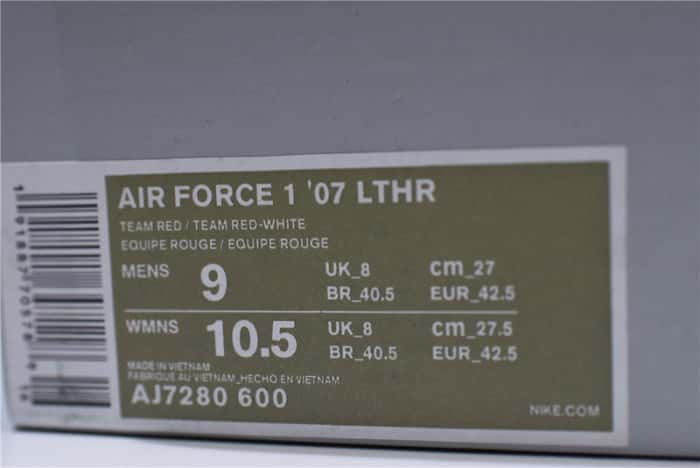 AIR FORCE 1 '07 LTHR
TEAM RED / TEAM RED-WHITE
EQUIPE ROUGE / EQUIPE ROUGE
MENS 9 UK_8 cm_27
BR_40.5 EUR_42.5
WMNS 10.5 UK_8 cm_27.5
BR_40.5 EUR_42.5
MADE IN VIETNAM
FABRIQUE AU VIETNAM_HECHO EN VIETNAM
AJ7280 600
NIKE.COM